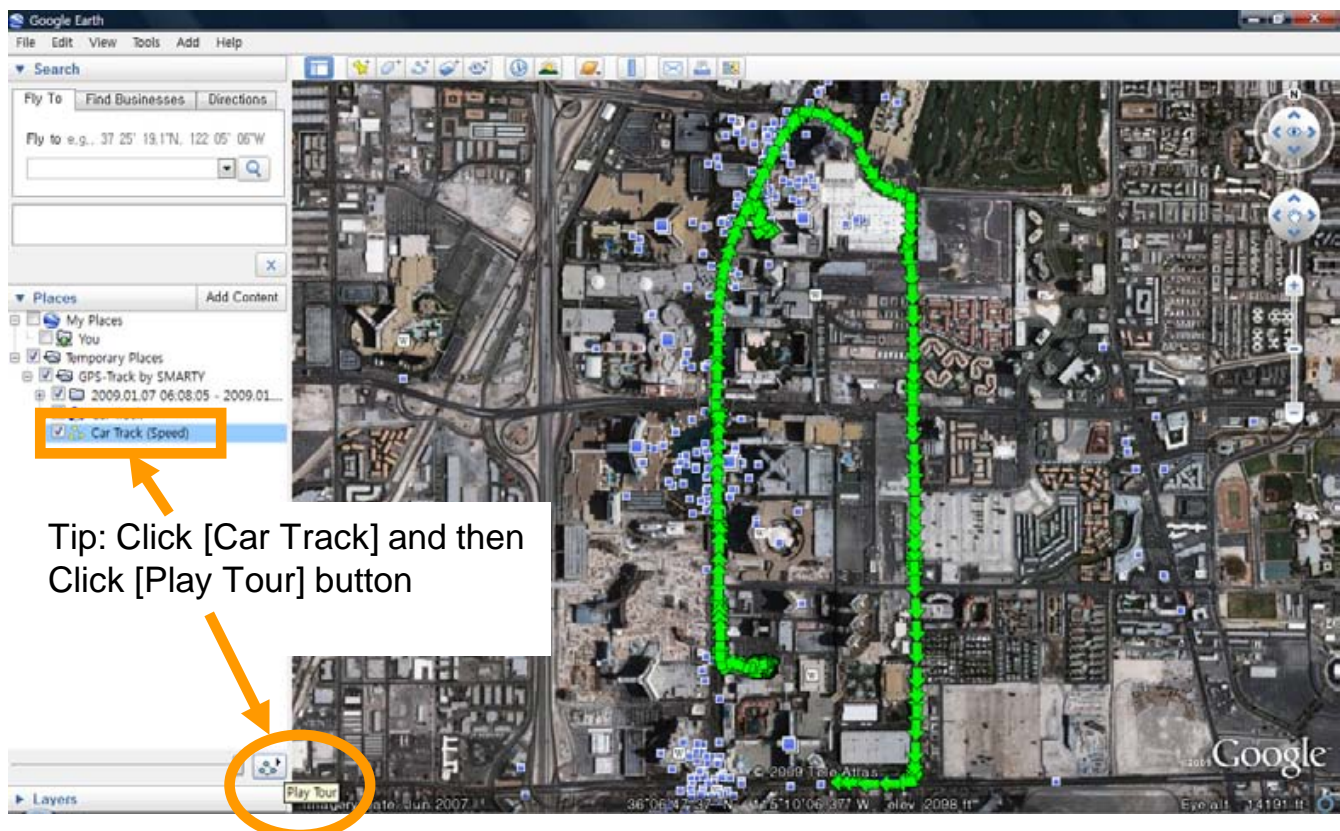 Google Earth
File Edit View Tools Add Help
Search
Fly To Find Businesses Directions
Fly to e.g., 37 25' 19.1"N, 122 05' 06"W
Places Add Content
My Places
You
Temporary Places
GPS-Track by SMARTY
2009.01.07 06:08:05 - 2009.01....
Car Track (Speed)
Tip: Click [Car Track] and then
Click [Play Tour] button
Play Tour
Layers
N
W
W
W
W
W
© 2009 Tele Atlas
©2009 Google
Imagery Date: Jun 2007
36°06'47.37" N 115°10'06.37" W elev 2098 ft
Eye alt 14191 ft